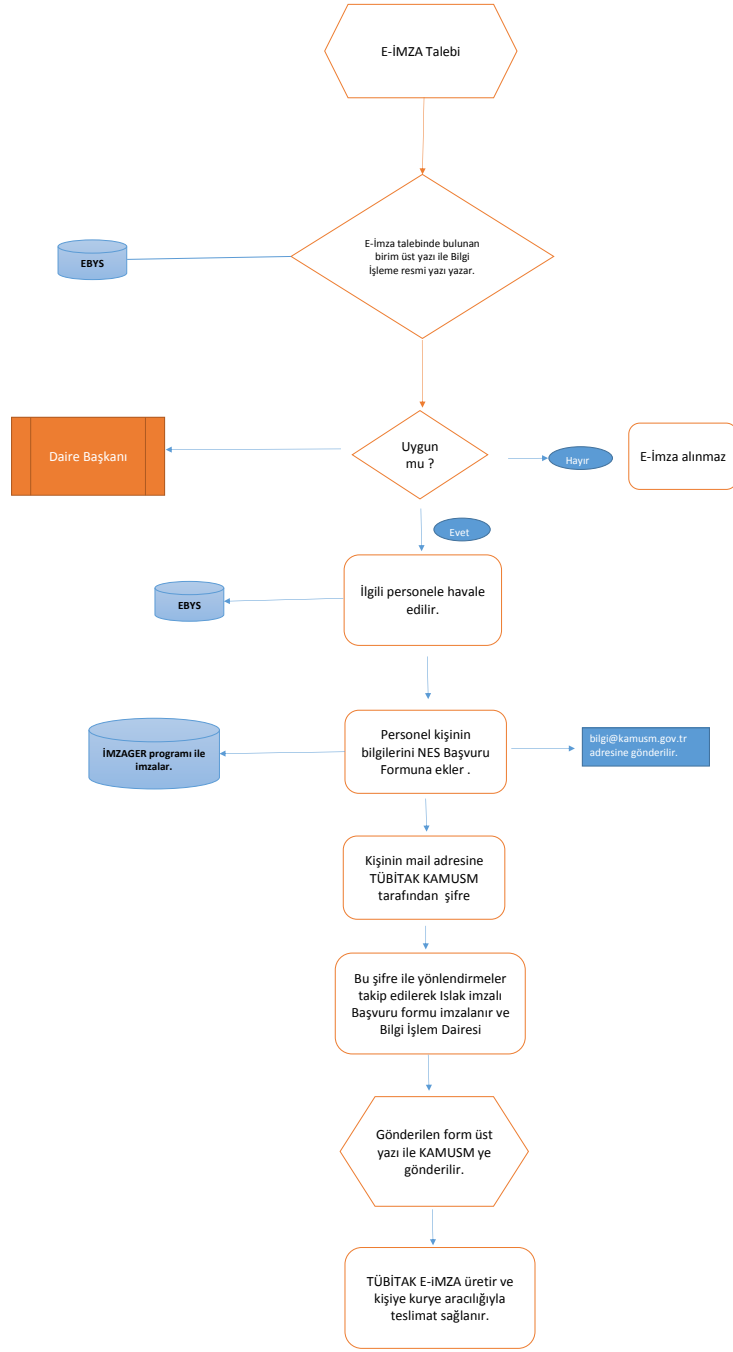 E-İMZA Talebi
E-İmza talebinde bulunan
birim üst yazı ile Bilgi
İşleme resmi yazı yazar.
EBYS
Daire Başkanı
Uygun
mu ?
Hayır
E-İmza alınmaz
Evet
İlgili personele havale
edilir.
EBYS
İMZAGER programı ile
imzalar.
Personel kişinin
bilgilerini NES Başvuru
Formuna ekler .
bilgi@kamusm.gov.tr
adresine gönderilir.
Kişinin mail adresine
TÜBİTAK KAMUSM
tarafından şifre
Bu şifre ile yönlendirmeler
takip edilerek Islak imzalı
Başvuru formu imzalanır ve
Bilgi İşlem Dairesi
Gönderilen form üst
yazı ile KAMUSM ye
gönderilir.
TÜBİTAK E-iMZA üretir ve
kişiye kurye aracılığıyla
teslimat sağlanır.